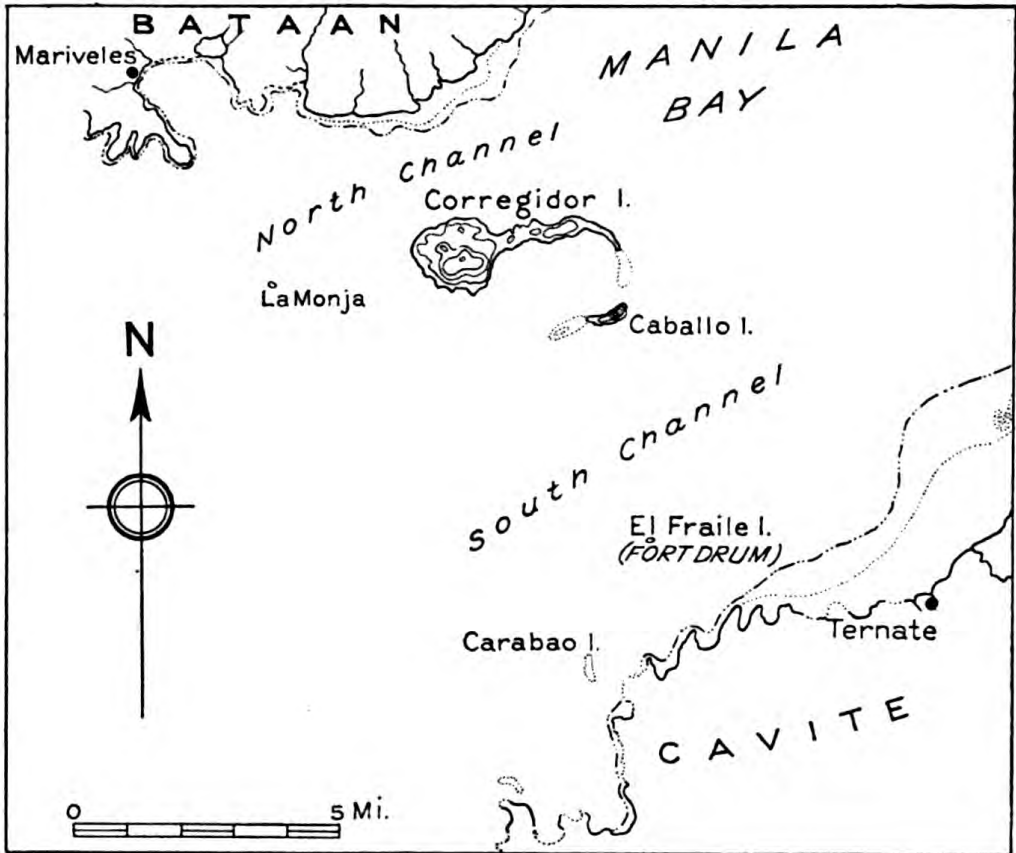 BATAAN
Mariveles
MANILA
BAY
North Channel
Corregidor I.
La Monja
Caballo I.
N
South Channel
El Fraile I.
(FORT DRUM)
Ternate
Carabao I.
CAVITE
0 5 Mi.